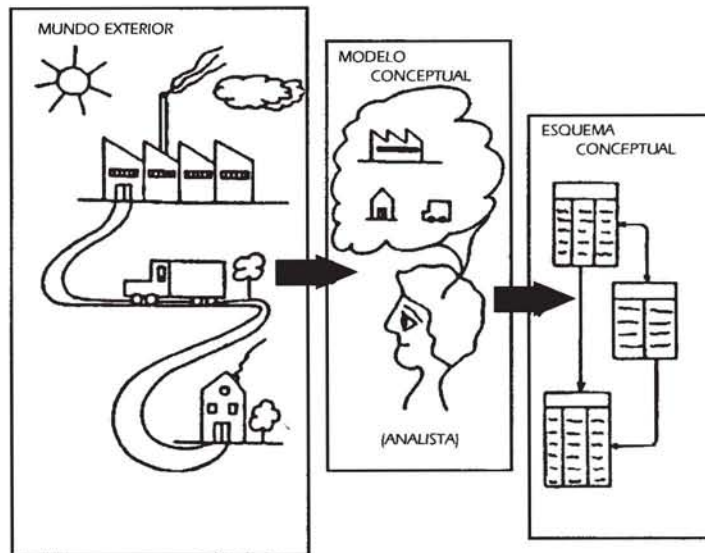 MUNDO EXTERIOR
MODELO
CONCEPTUAL
(ANALISTA)
ESQUEMA
CONCEPTUAL